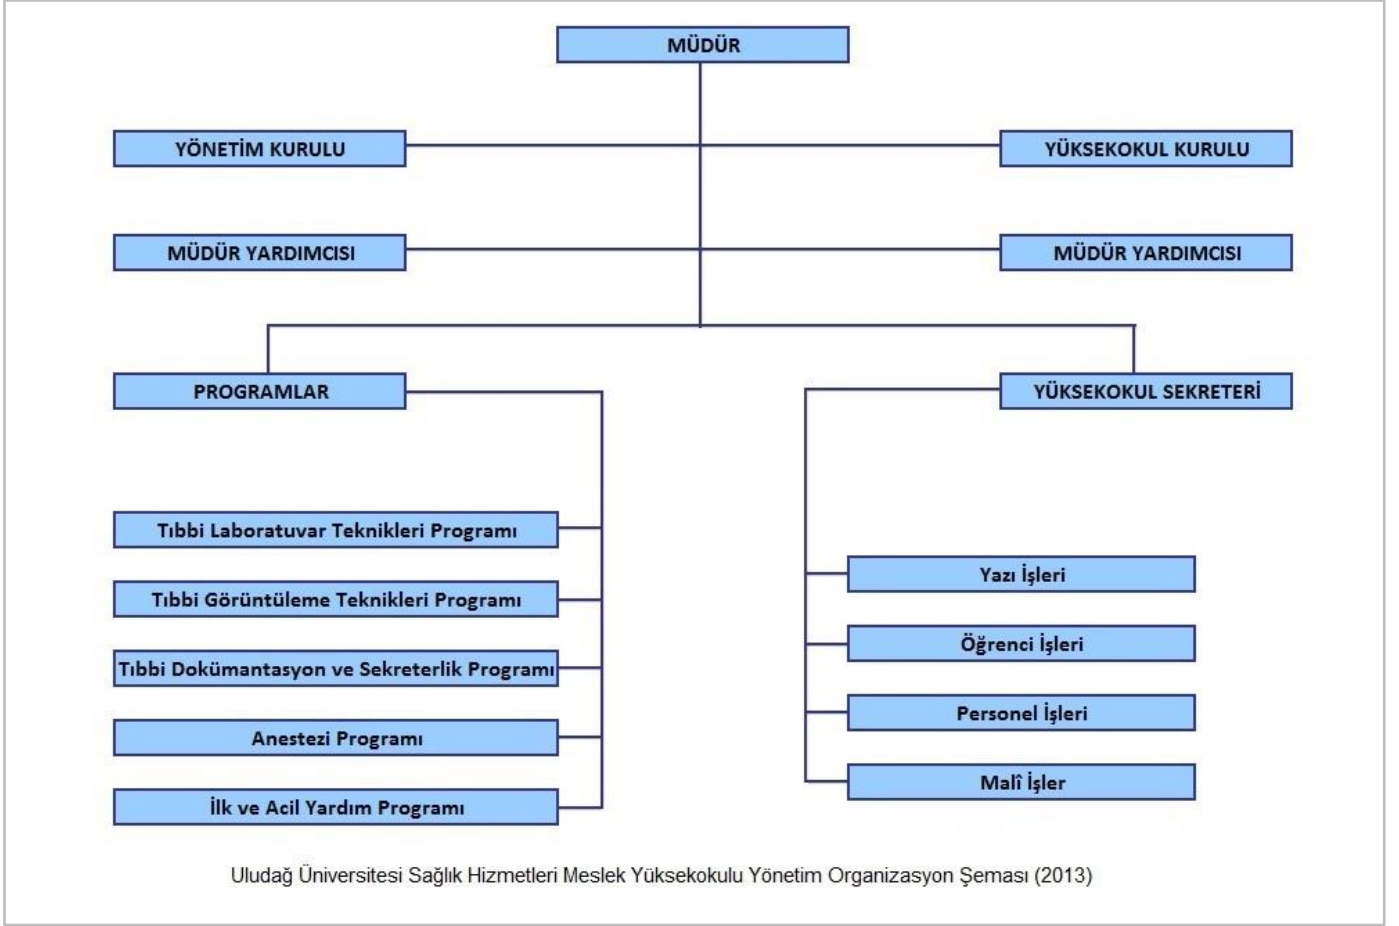 MÜDÜR
YÖNETİM KURULU
YÜKSEKOKUL KURULU
MÜDÜR YARDIMCISI
MÜDÜR YARDIMCISI
PROGRAMLAR
YÜKSEKOKUL SEKRETERİ
Tıbbi Laboratuvar Teknikleri Programı
Tıbbi Görüntüleme Teknikleri Programı
Tıbbi Dokümantasyon ve Sekreterlik Programı
Anestezi Programı
İlk ve Acil Yardım Programı
Yazı İşleri
Öğrenci İşleri
Personel İşleri
Malî İşler
Uludağ Üniversitesi Sağlık Hizmetleri Meslek Yüksekokulu Yönetim Organizasyon Şeması (2013)